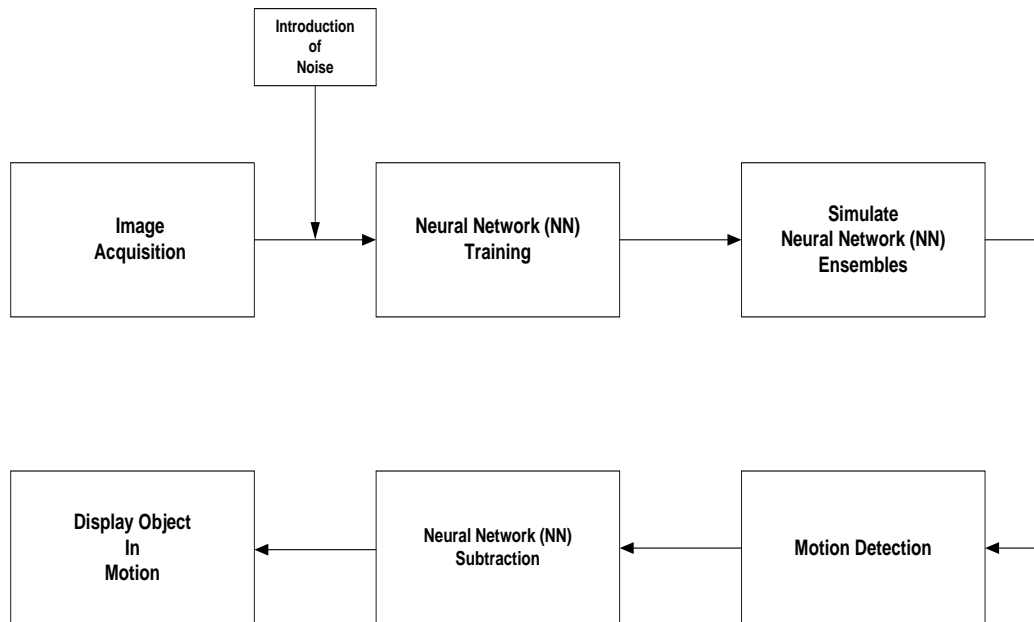 Introduction
of
Noise
Image
Acquisition
Neural Network (NN)
Training
Simulate
Neural Network (NN)
Ensembles
Display Object
In
Motion
Neural Network (NN)
Subtraction
Motion Detection